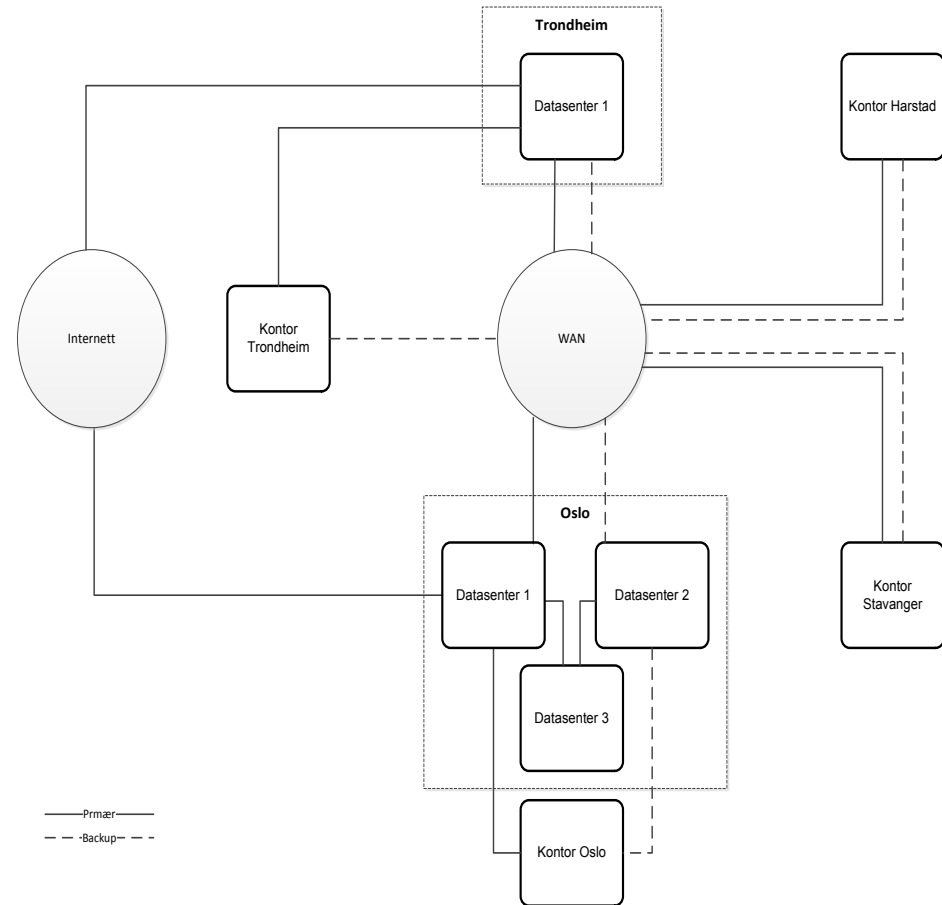 Trondheim
Datasenter 1
Kontor Harstad
Internett
Kontor
Trondheim
WAN
Oslo
Datasenter 1
Datasenter 2
Kontor
Stavanger
Datasenter 3
Prmær
Backup
Kontor Oslo